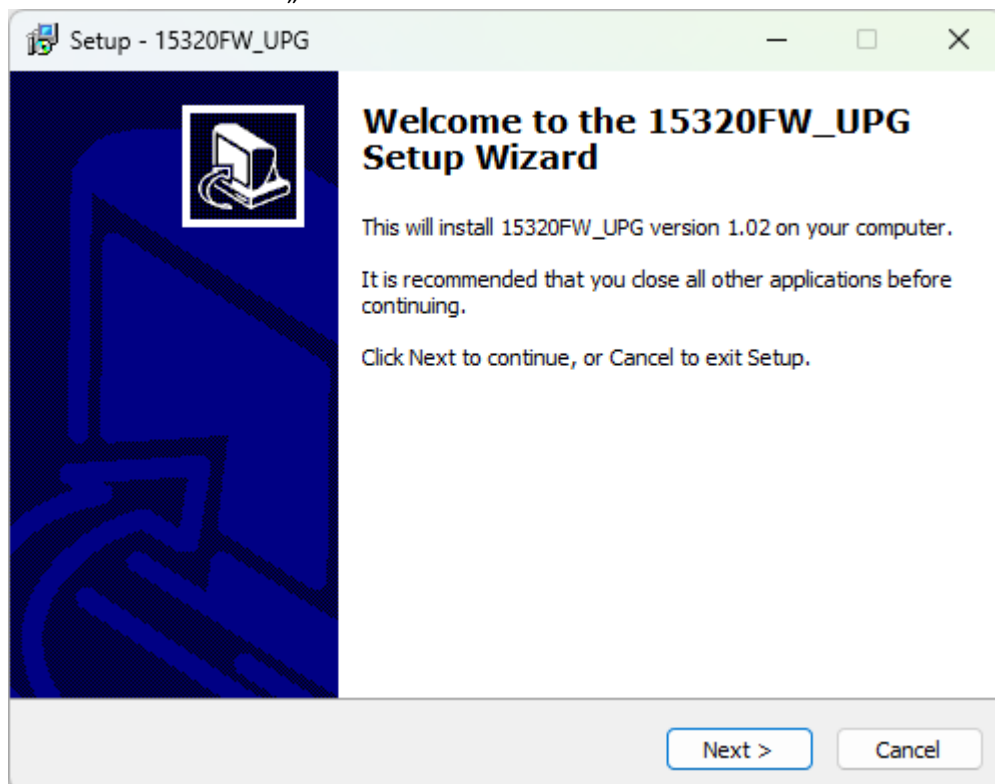 „
Setup - 15320FW_UPG
Welcome to the 15320FW_UPG
Setup Wizard
This will install 15320FW_UPG version 1.02 on your computer.
It is recommended that you close all other applications before
continuing.
Click Next to continue, or Cancel to exit Setup.
Next > Cancel